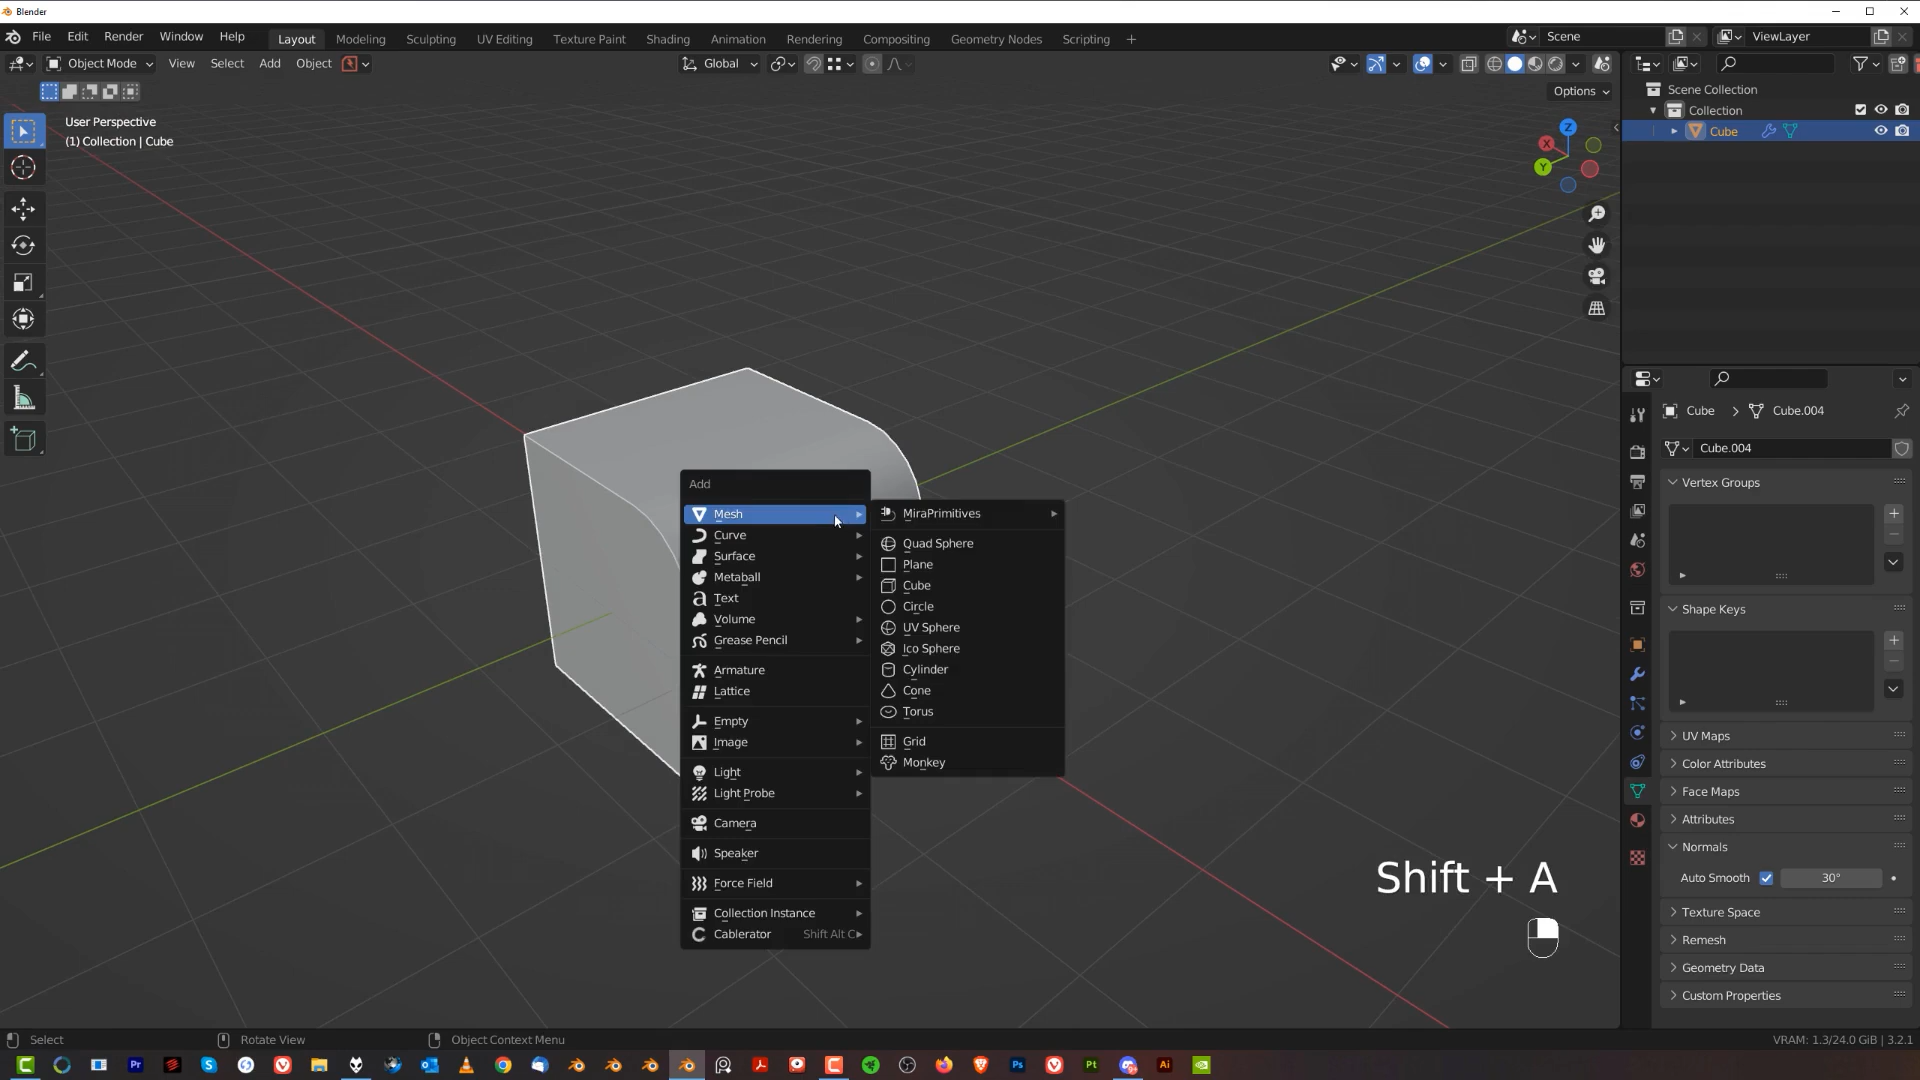 Blender
File Edit Render Window Help Layout Modeling Sculpting UV Editing Texture Paint Shading Animation Rendering Compositing Geometry Nodes Scripting + Scene ViewLayer
Object Mode View Select Add Object Global
Options
User Perspective
(1) Collection | Cube
Z
X
Y
Scene Collection
Collection
Cube
Cube > Cube.004
Cube.004
Vertex Groups
Shape Keys
UV Maps
Color Attributes
Face Maps
Attributes
Normals
Auto Smooth 30°
Texture Space
Remesh
Geometry Data
Custom Properties
Add
Mesh
Curve
Surface
Metaball
Text
Volume
Grease Pencil
Armature
Lattice
Empty
Image
Light
Light Probe
Camera
Speaker
Force Field
Collection Instance
Cablerator Shift Alt C
MiraPrimitives
Quad Sphere
Plane
Cube
Circle
UV Sphere
Ico Sphere
Cylinder
Cone
Torus
Grid
Monkey
Shift + A
Select Rotate View Object Context Menu VRAM: 1.3/24.0 GiB | 3.2.1
Pr
Ps
Pt
Ai